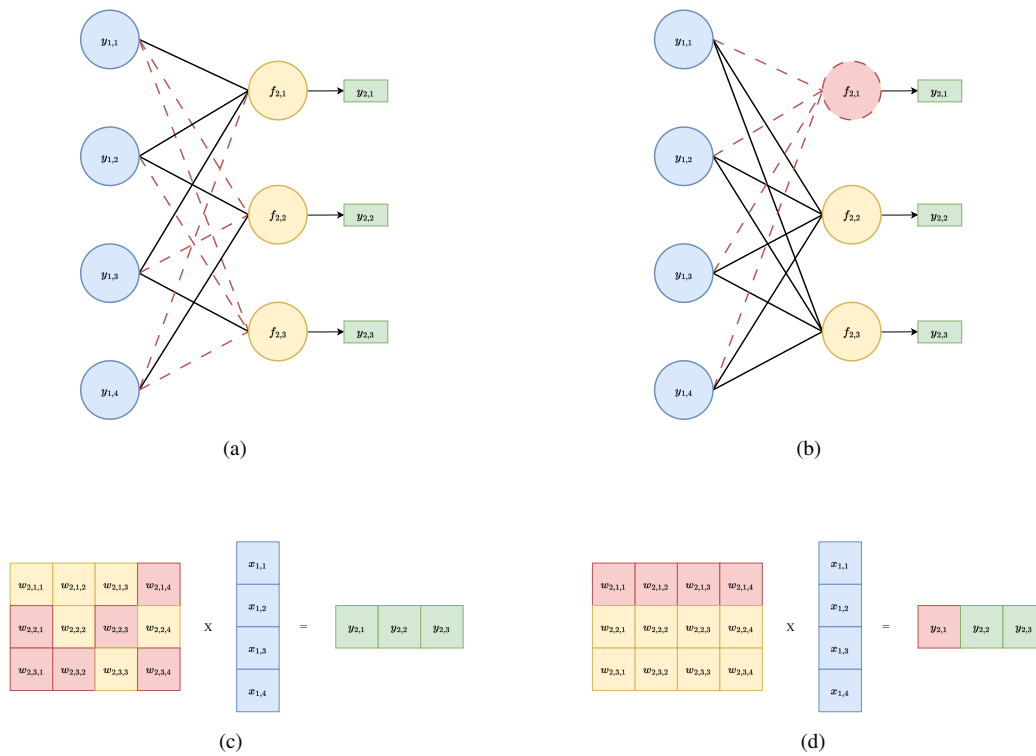 y1,1
f2,1
y2,1
y1,2
f2,2
y2,2
y1,3
f2,3
y2,3
y1,4
(a)
y1,1
f2,1
y2,1
y1,2
f2,2
y2,2
y1,3
f2,3
y2,3
y1,4
(b)
w2,1,1 w2,1,2 w2,1,3 w2,1,4
w2,2,1 w2,2,2 w2,2,3 w2,2,4
w2,3,1 w2,3,2 w2,3,3 w2,3,4
X
x1,1
x1,2
x1,3
x1,4
=
y2,1 y2,2 y2,3
(c)
w2,1,1 w2,1,2 w2,1,3 w2,1,4
w2,2,1 w2,2,2 w2,2,3 w2,2,4
w2,3,1 w2,3,2 w2,3,3 w2,3,4
X
x1,1
x1,2
x1,3
x1,4
=
y2,1 y2,2 y2,3
(d)